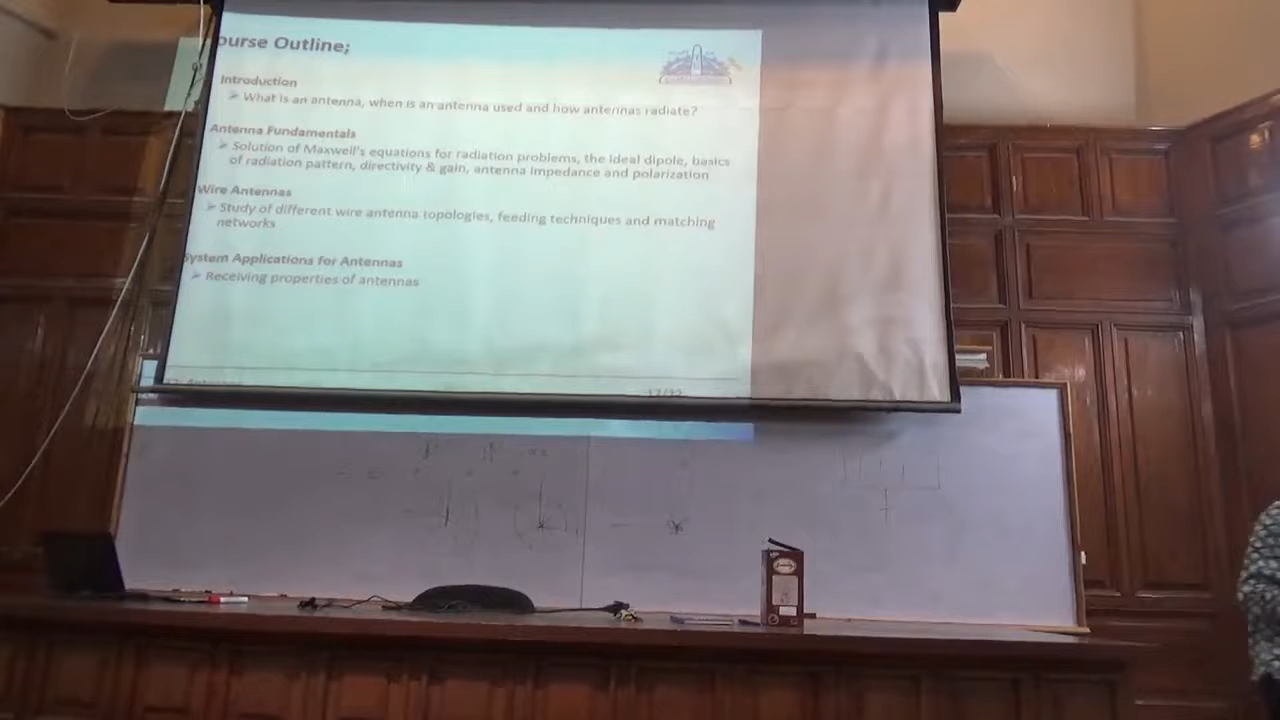 ourse Outline;
Introduction
➢ What is an antenna, when is an antenna used and how antennas radiate?
Antenna Fundamentals
➢ Solution of Maxwell's equations for radiation problems, the ideal dipole, basics
of radiation pattern, directivity & gain, antenna impedance and polarization
Wire Antennas
➢ Study of different wire antenna topologies, feeding techniques and matching
networks
System Applications for Antennas
➢ Receiving properties of antennas
17/32